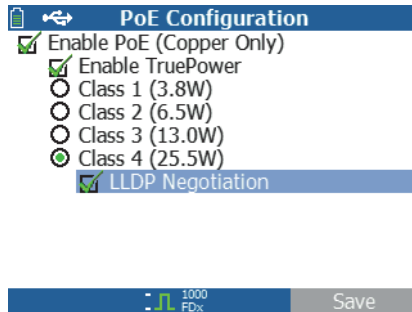 PoE Configuration
Enable PoE (Copper Only)
Enable TruePower
Class 1 (3.8W)
Class 2 (6.5W)
Class 3 (13.0W)
Class 4 (25.5W)
LLDP Negotiation
1000
FDx
Save